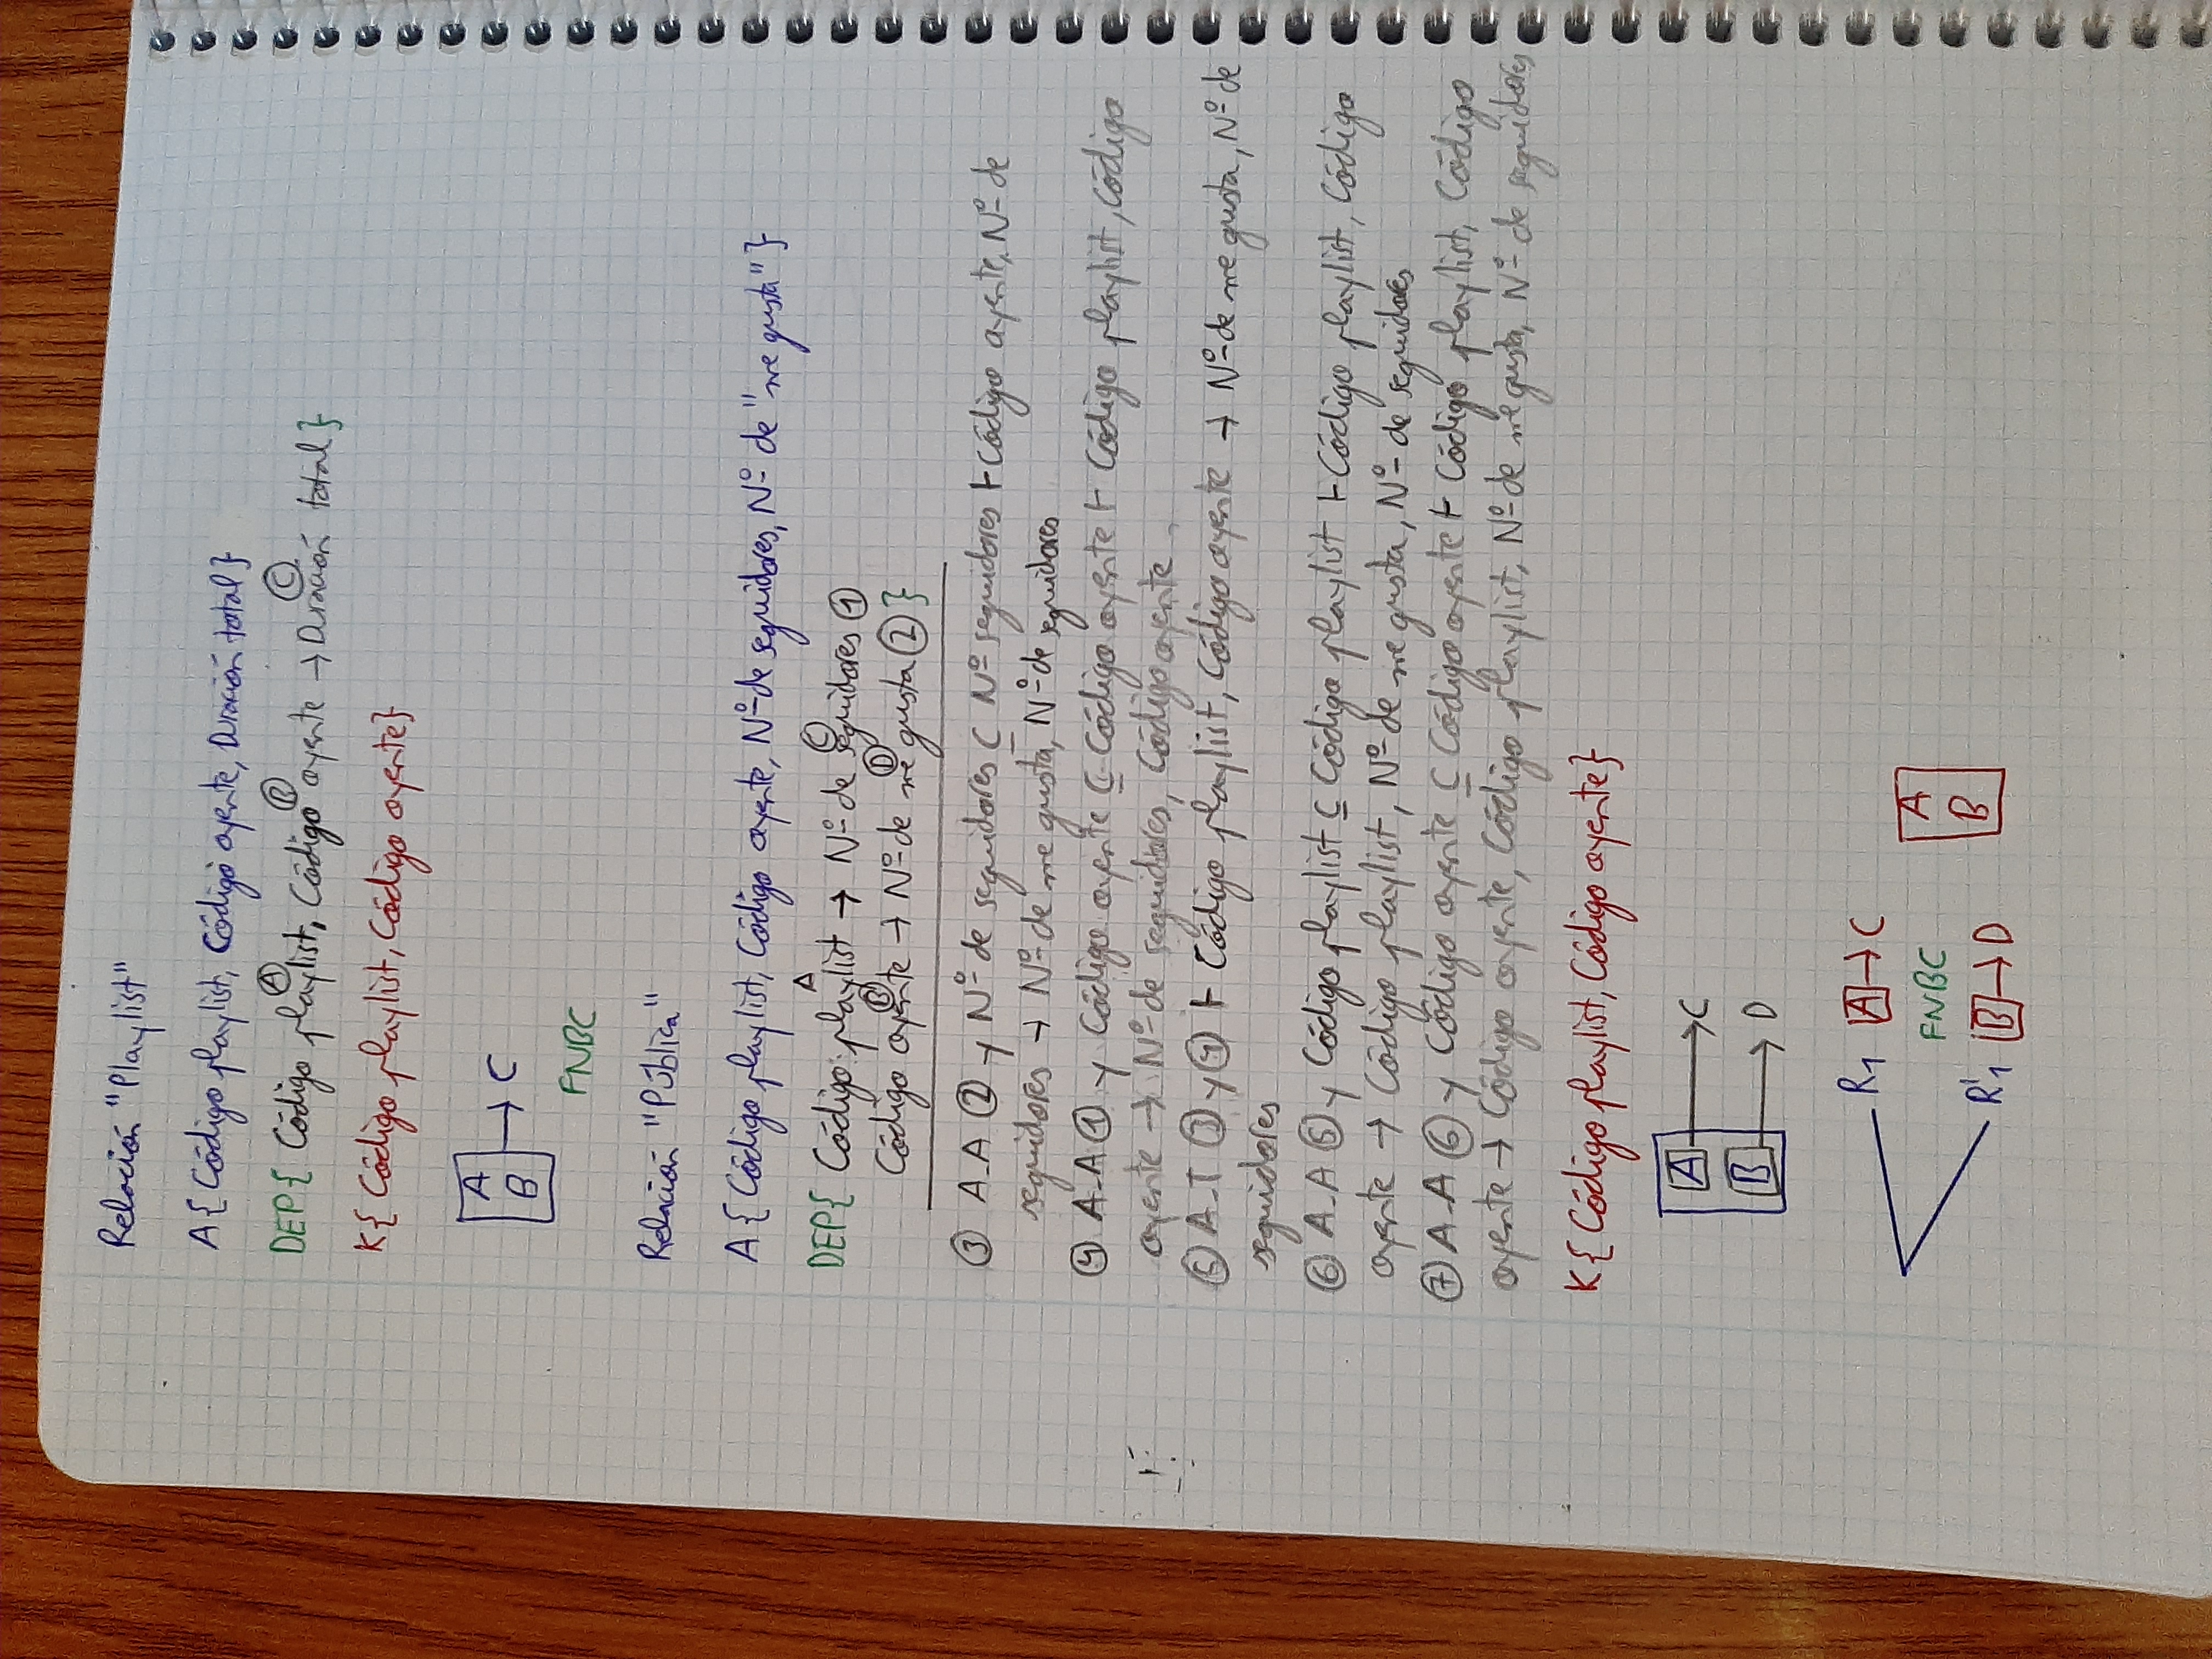 Relación "Playlist"
A{ Código playlist, Código oyente, Duración total}
A B C
DEP{ Código playlist, Código oyente → Duración total}
K{ Código playlist, Código oyente}
A
B → C
FNBC
Relación "Pública"
A { Código playlist, Código oyente, Nº de seguidores, Nº de "me gusta" }
A C
DEP{ Código playlist → Nº de seguidores ①
B D
Código oyente → Nº de me gusta ② }
③ A-A ② y Nº de seguidores ⊆ Nº seguidores ⊢ Código oyente, Nº de
seguidores → Nº de me gusta, Nº de seguidores
④ A-A ① y Código oyente ⊆ Código oyente ⊢ Código playlist, Código
oyente → Nº de seguidores, Código oyente
⑤ A-T ③ y ④ ⊢ Código playlist, Código oyente → Nº de me gusta, Nº de
seguidores
⑥ A-A ⑤ y Código playlist ⊆ Código playlist ⊢ Código playlist, Código
oyente → Código playlist, Nº de me gusta, Nº de seguidores
⑦ A-A ⑥ y Código oyente ⊆ Código oyente ⊢ Código playlist, Código
oyente → Código oyente, Código playlist, Nº de me gusta, Nº de seguidores
K{ Código playlist, Código oyente}
A → C
B → D
R1 A → C
FNBC
R'1 B → D
A
B